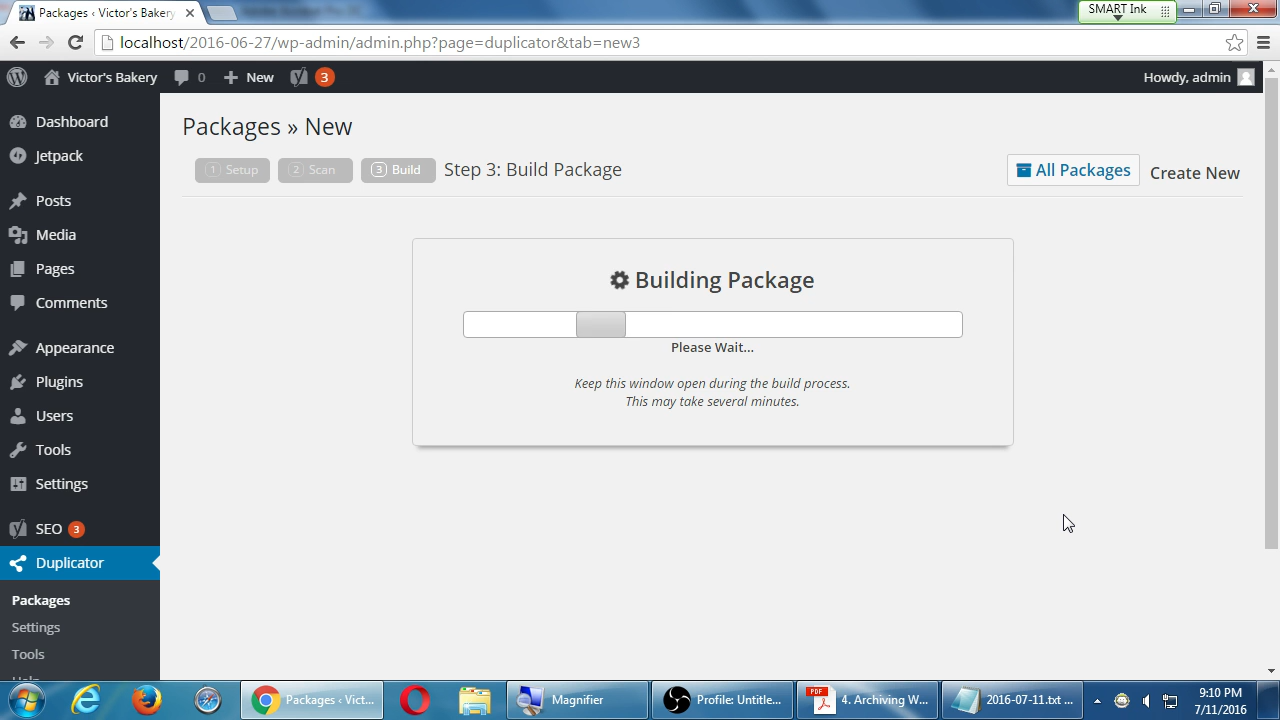 Packages ‹ Victor's Bakery
SMART Ink
localhost/2016-06-27/wp-admin/admin.php?page=duplicator&tab=new3
Victor's Bakery 0 New 3 Howdy, admin
Dashboard
Jetpack
Posts
Media
Pages
Comments
Appearance
Plugins
Users
Tools
Settings
SEO 3
Duplicator
Packages
Settings
Tools
Help
Packages » New
1 Setup 2 Scan 3 Build Step 3: Build Package All Packages Create New
Building Package
Please Wait...
Keep this window open during the build process.
This may take several minutes.
Packages ‹ Vict... Magnifier Profile: Untitle... PDF 4. Archiving W... 2016-07-11.txt ... 9:10 PM
7/11/2016